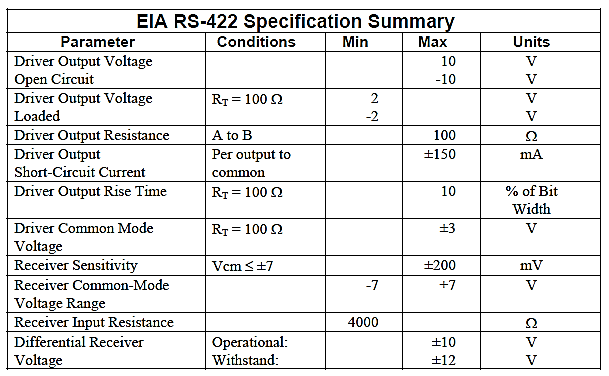 EIA RS-422 Specification Summary
Parameter Conditions Min Max Units
Driver Output Voltage 10 V
Open Circuit -10 V
Driver Output Voltage R_T = 100 Ω 2 V
Loaded -2 V
Driver Output Resistance A to B 100 Ω
Driver Output Per output to ±150 mA
Short-Circuit Current common
Driver Output Rise Time R_T = 100 Ω 10 % of Bit
Width
Driver Common Mode R_T = 100 Ω ±3 V
Voltage
Receiver Sensitivity Vcm ≤ ±7 ±200 mV
Receiver Common-Mode -7 +7 V
Voltage Range
Receiver Input Resistance 4000 Ω
Differential Receiver Operational: ±10 V
Voltage Withstand: ±12 V